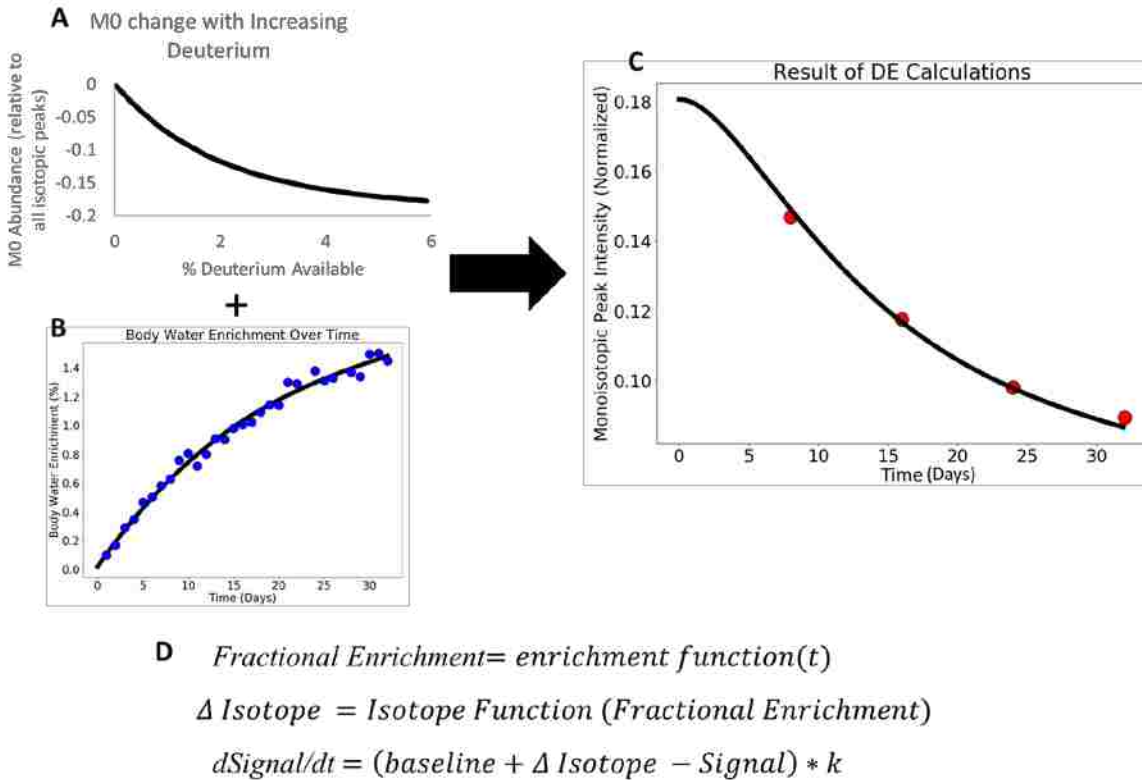 A
M0 change with Increasing
Deuterium
M0 Abundance (relative to
all isotopic peaks)
0
-0.05
-0.1
-0.15
-0.2
0 2 4 6
% Deuterium Available
+
B
Body Water Enrichment Over Time
Body Water Enrichment (%)
1.4
1.2
1.0
0.8
0.6
0.4
0.2
0.0
0 5 10 15 20 25 30
Time (Days)
C
Result of DE Calculations
Monoisotopic Peak Intensity (Normalized)
0.18
0.16
0.14
0.12
0.10
0 5 10 15 20 25 30
Time (Days)
D
Fractional Enrichment= enrichment function(t)
Δ Isotope = Isotope Function (Fractional Enrichment)
dSignal/dt = (baseline + Δ Isotope − Signal) * k